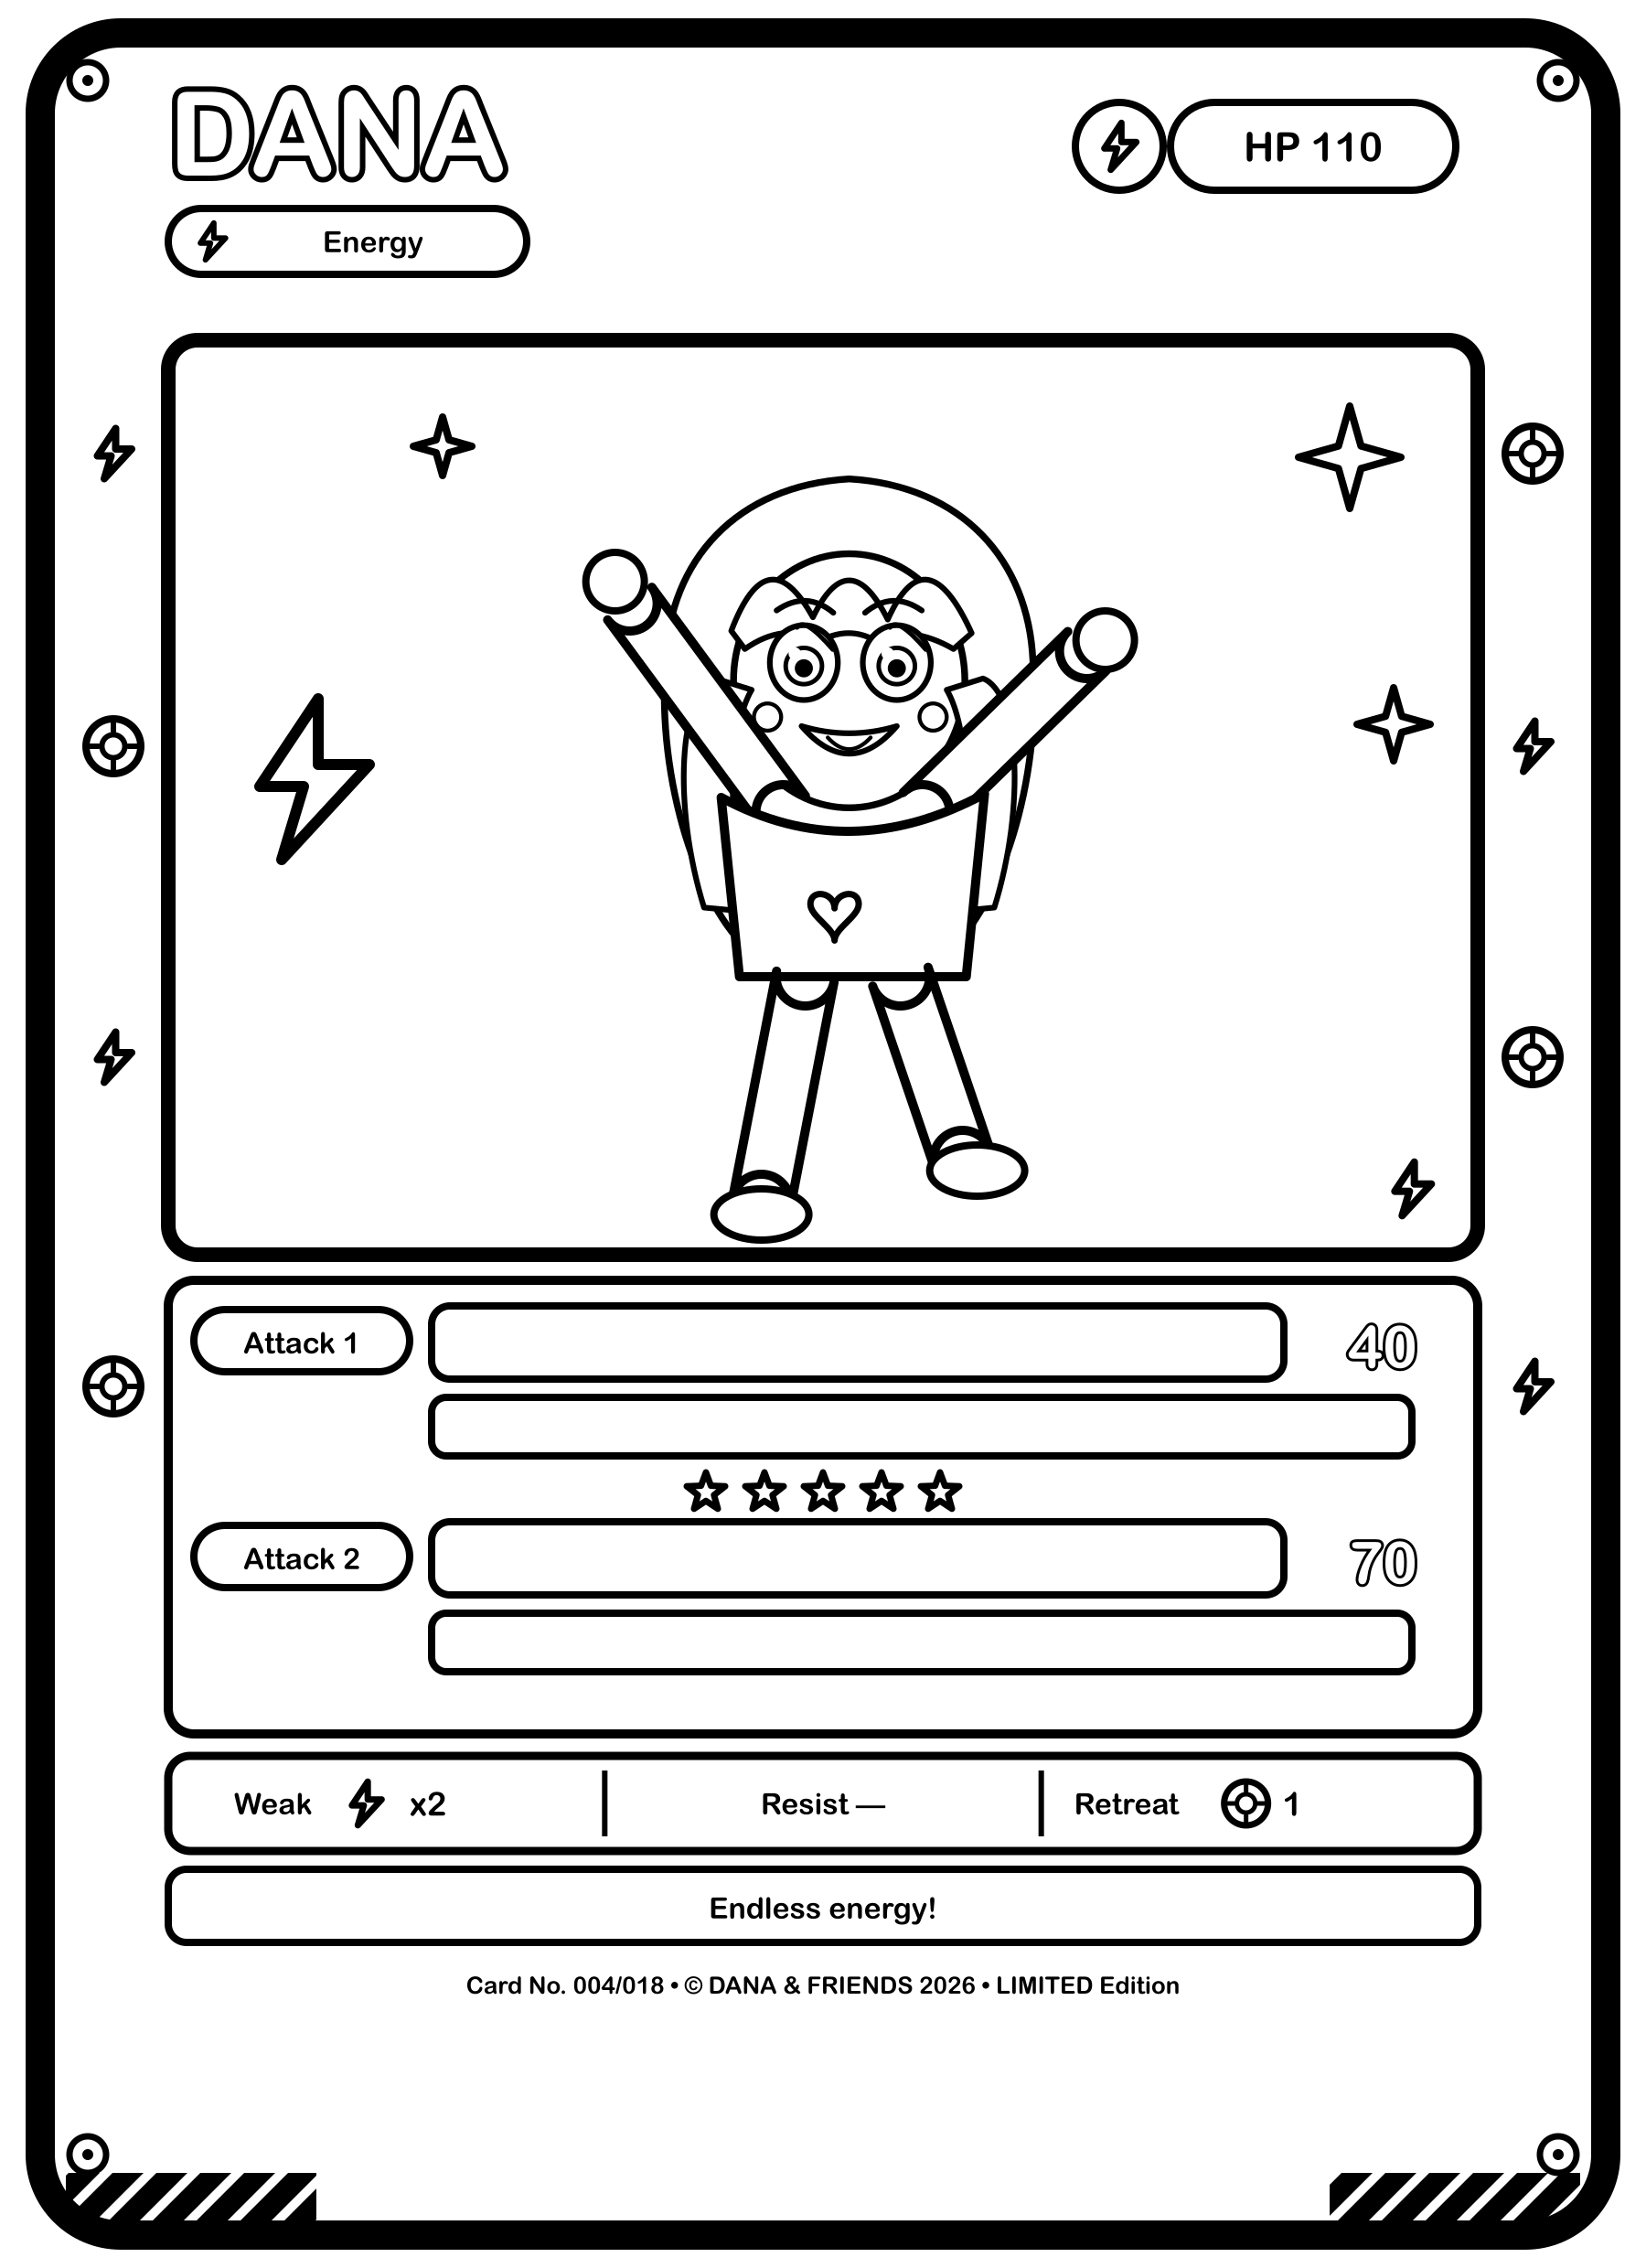 DANA
HP 110
Energy
Attack 1
40
Attack 2
70
Weak x2
Resist —
Retreat 1
Endless energy!
Card No. 004/018 • © DANA & FRIENDS 2026 • LIMITED Edition